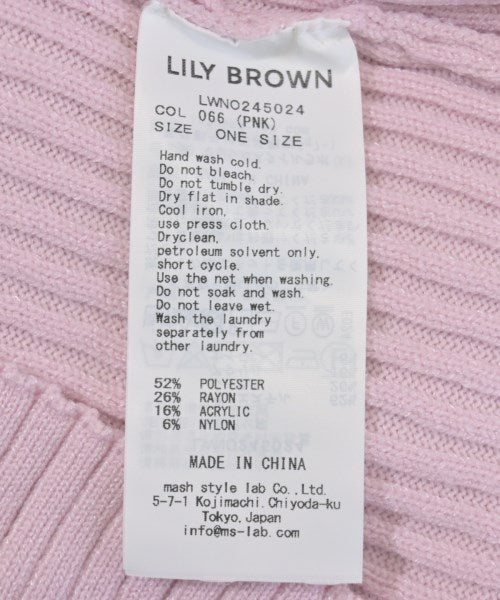 LILY BROWN
LWNO245024
COL 066 (PNK)
SIZE ONE SIZE
Hand wash cold.
Do not bleach.
Do not tumble dry.
Dry flat in shade.
Cool iron,
use press cloth.
Dryclean,
petroleum solvent only.
short cycle.
Use the net when washing.
Do not soak and wash.
Do not leave wet.
Wash the laundry
separately from
other laundry.
52% POLYESTER
26% RAYON
16% ACRYLIC
6% NYLON
MADE IN CHINA
mash style lab Co.,Ltd.
5-7-1 Kojimachi.Chiyoda-ku
Tokyo.Japan
info@ms-lab.com